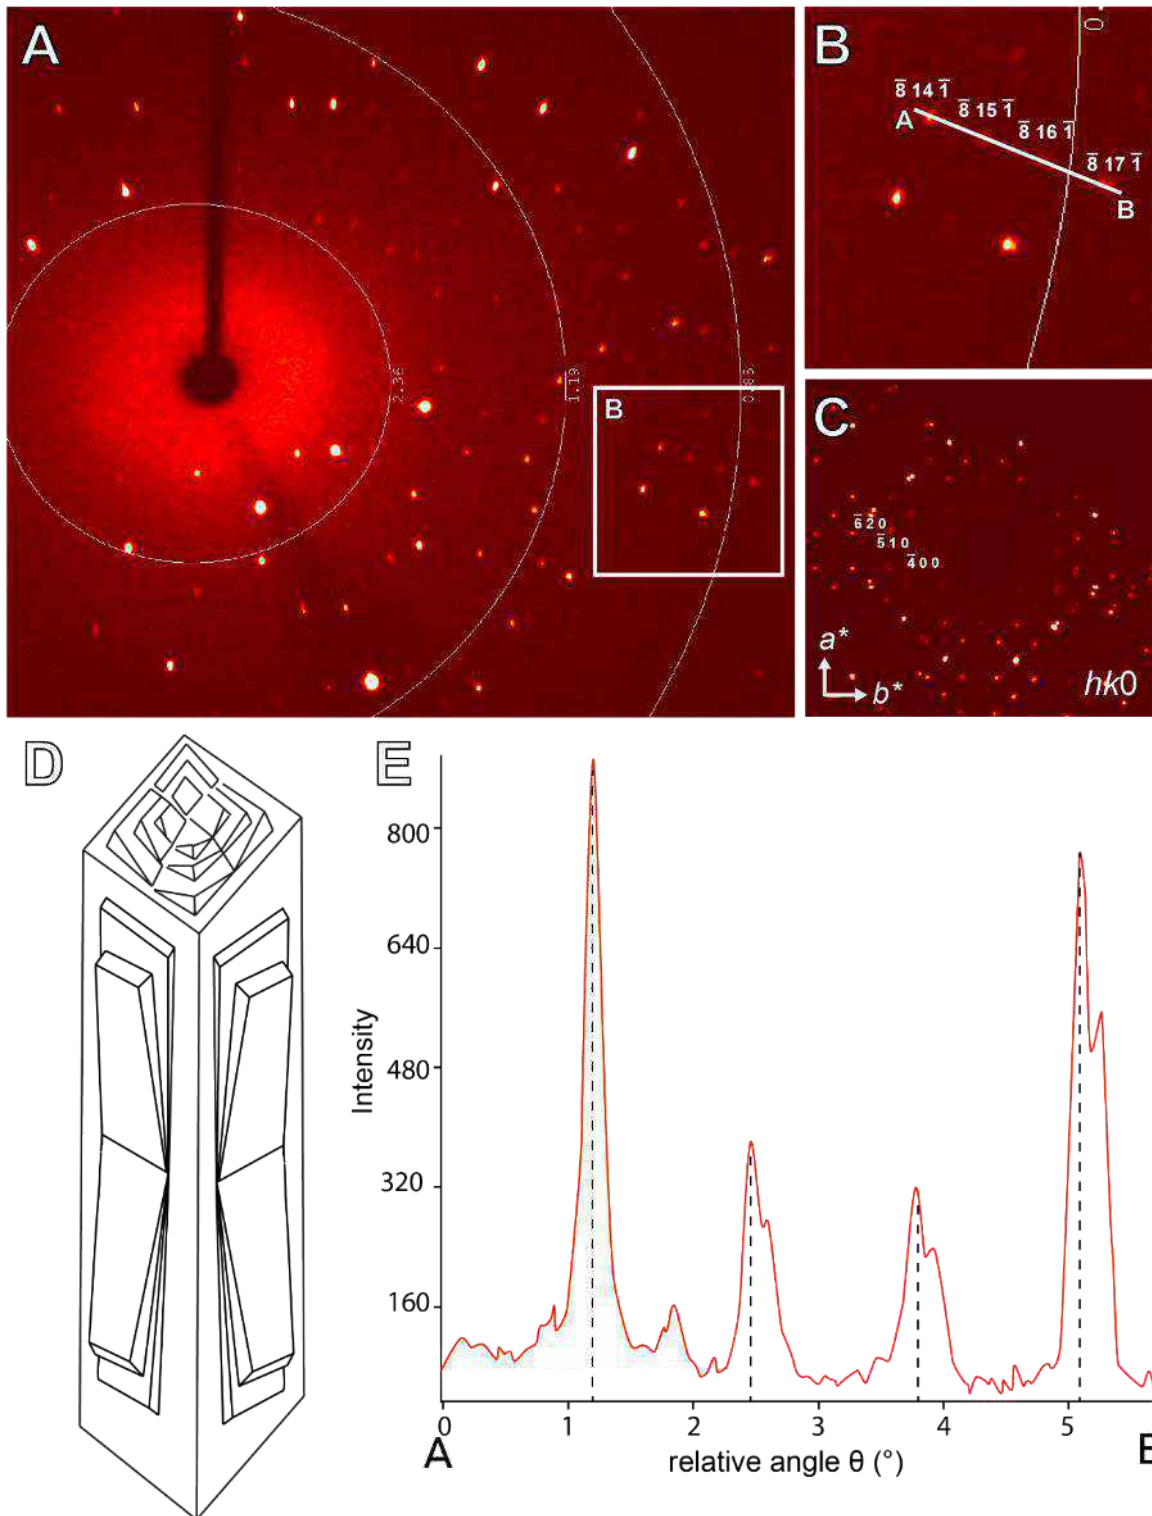 A
2.36
1.19
0.83
B
B
0.
8̅ 14 1̅
A
8̅ 15 1̅
8̅ 16 1̅
8̅ 17 1̅
B
C
6̅ 2 0
5̅ 1 0
4̅ 0 0
a*
b*
hk0
D
E
800
640
480
320
160
Intensity
0 1 2 3 4 5
A
relative angle θ (°)